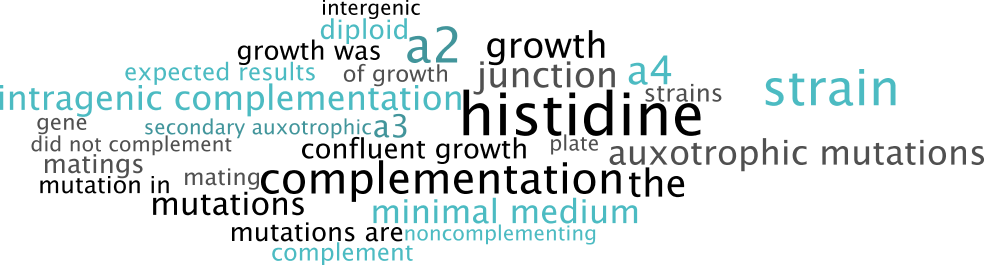 intergenic
diploid
growth was
a2
growth
expected results
of growth
junction
a4
strain
intragenic complementation
strains
histidine
gene
secondary auxotrophic
a3
did not complement
confluent growth
plate
auxotrophic mutations
matings
mutation in
mating
complementation
the
mutations
minimal medium
mutations are
noncomplementing
complement